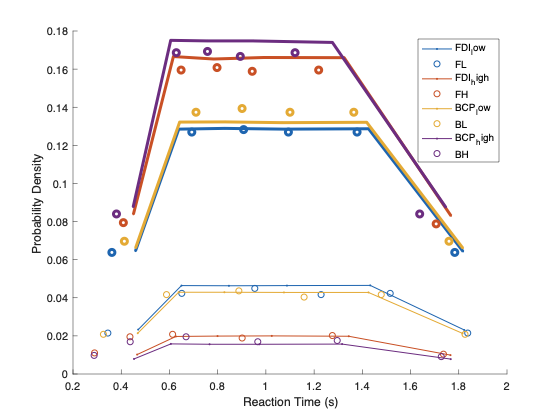 0.18
0.16
0.14
0.12
0.1
0.08
0.06
0.04
0.02
0
Probability Density
0.2 0.4 0.6 0.8 1 1.2 1.4 1.6 1.8 2
Reaction Time (s)
FDIlow
FL
FDIhigh
FH
BCPlow
BL
BCPhigh
BH